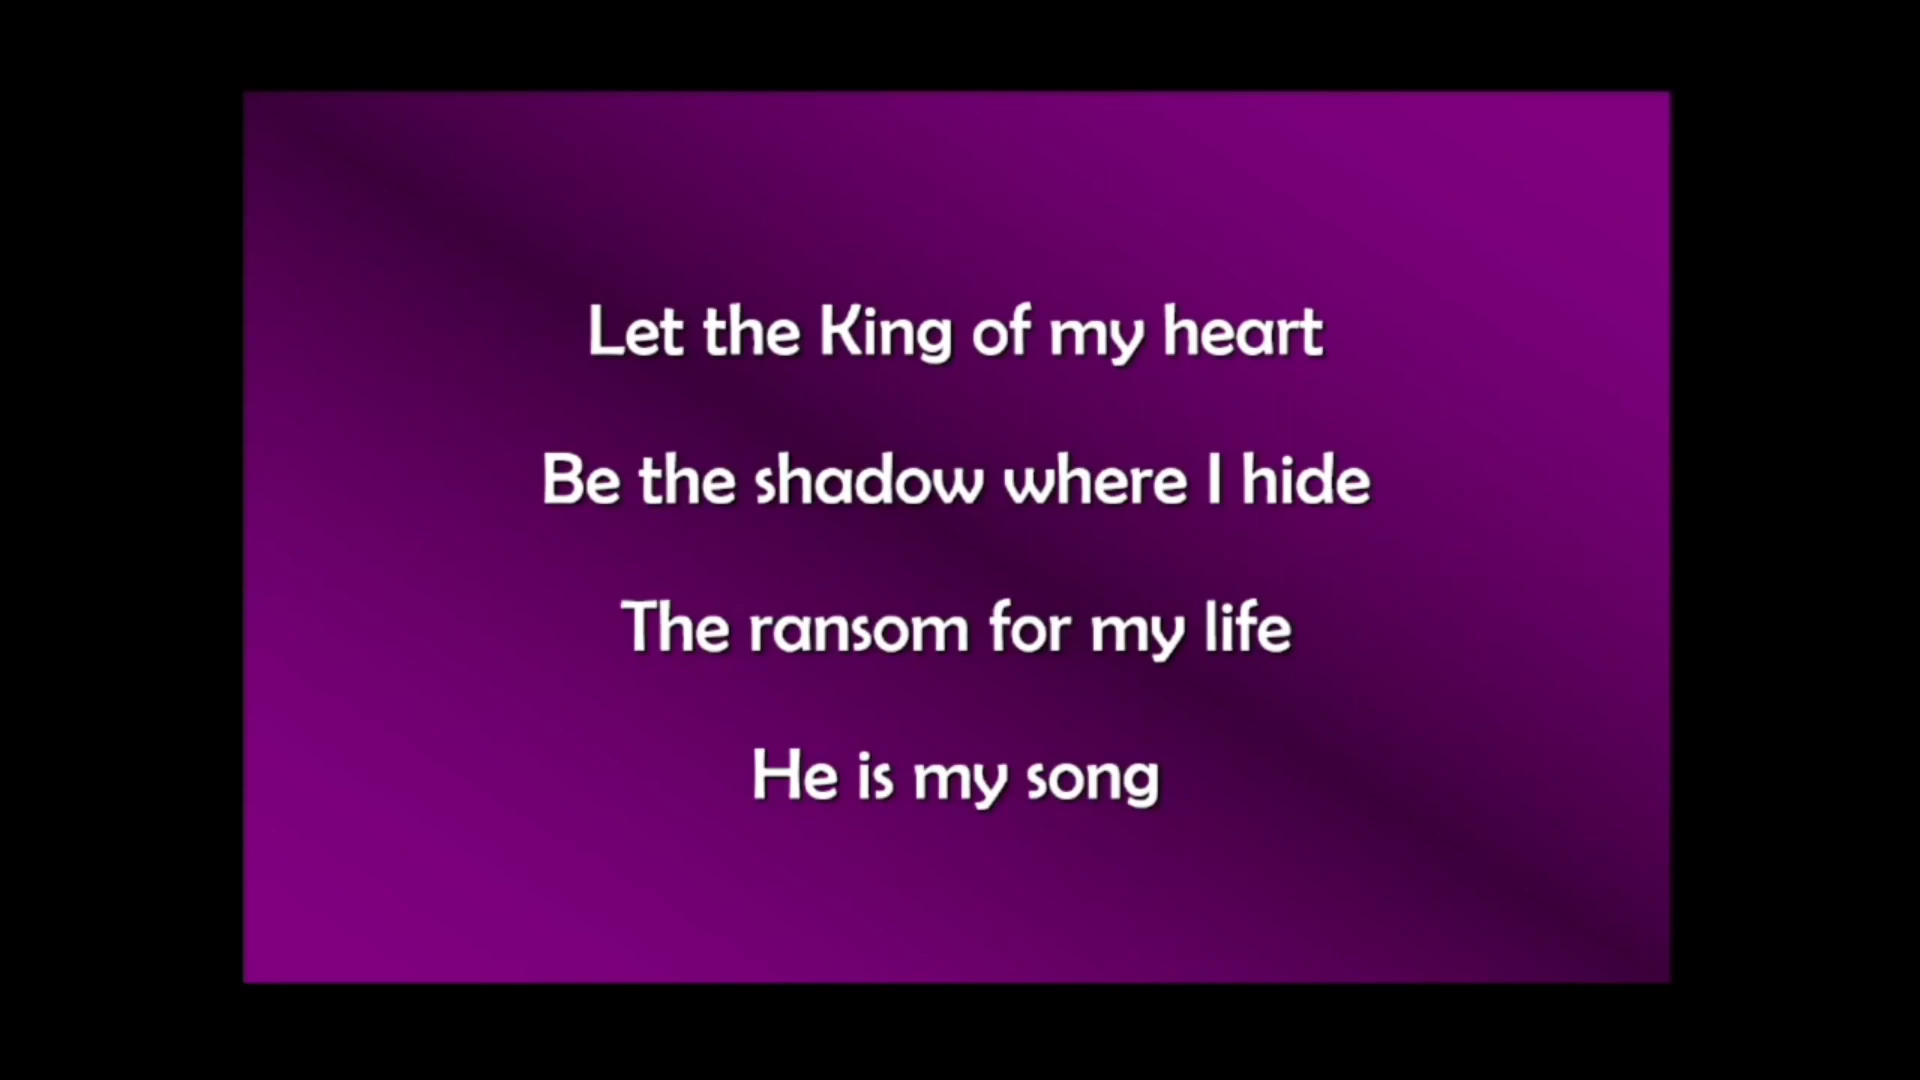 Let the King of my heart
Be the shadow where I hide
The ransom for my life
He is my song